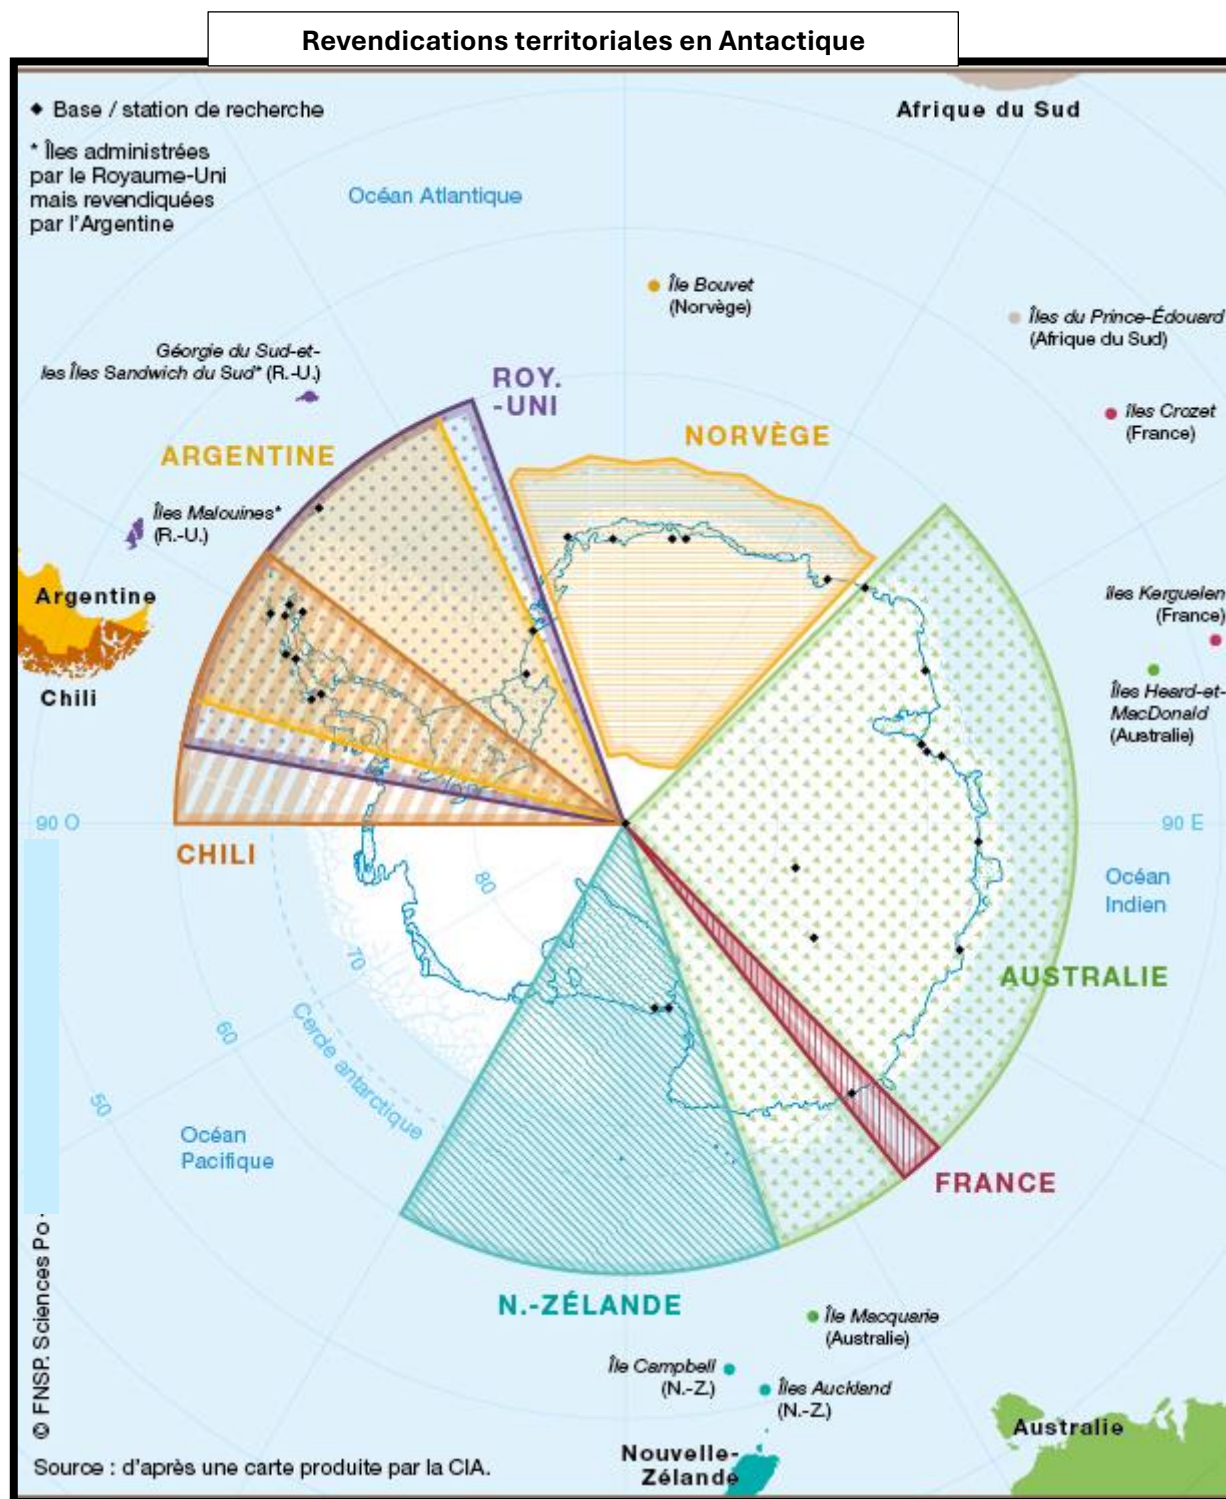 Revendications territoriales en Antactique
Base / station de recherche
* Îles administrées
par le Royaume-Uni
mais revendiquées
par l'Argentine
Afrique du Sud
Océan Atlantique
Île Bouvet
(Norvège)
Îles du Prince-Édouard
(Afrique du Sud)
Géorgie du Sud-et-
les Îles Sandwich du Sud* (R.-U.)
ROY.
-UNI
îles Crozet
(France)
NORVÈGE
ARGENTINE
Îles Malouines*
(R.-U.)
Argentine
Chili
îles Kerguelen
(France)
Îles Heard-et-
MacDonald
(Australie)
90 O
90 E
CHILI
80
70
60
50
Cercle antarctique
Océan
Indien
AUSTRALIE
Océan
Pacifique
FRANCE
N.-ZÉLANDE
Île Macquarie
(Australie)
Île Campbell
(N.-Z.)
Îles Auckland
(N.-Z.)
Australie
Nouvelle-
Zélande
© FNSP. Sciences Po
Source : d'après une carte produite par la CIA.